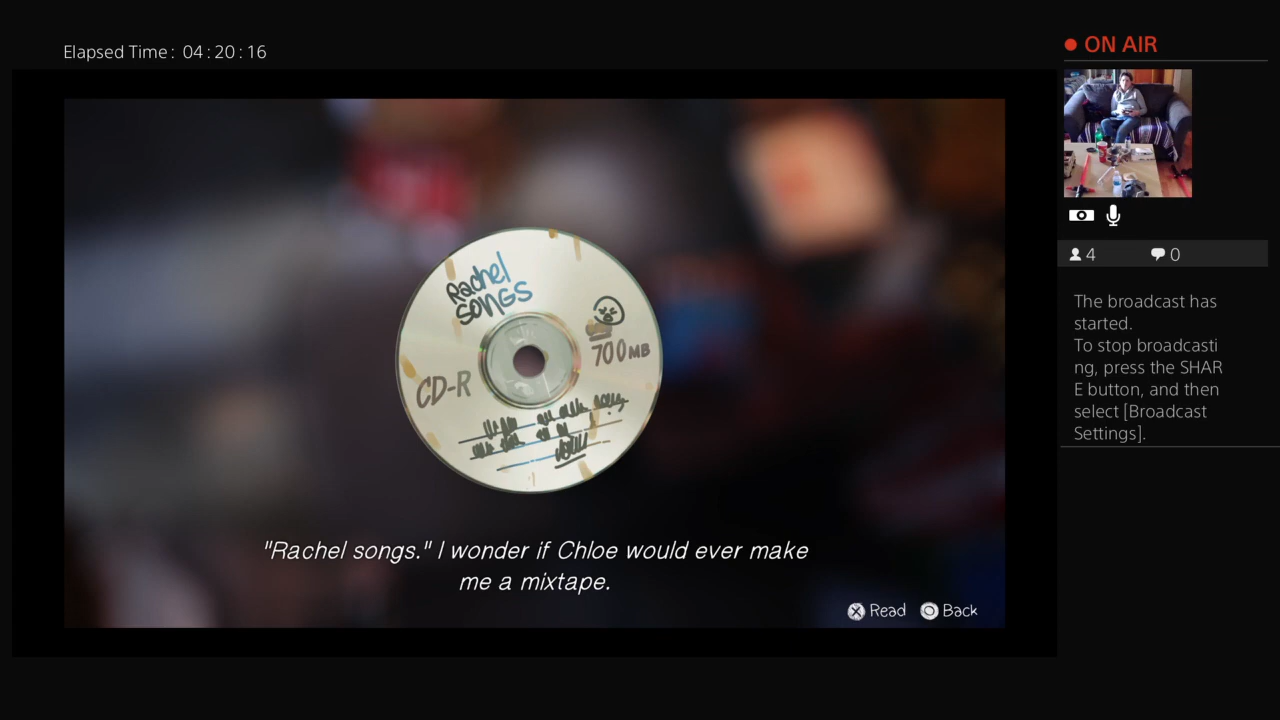 Elapsed Time: 04:20:16
ON AIR
4
0
The broadcast has
started.
To stop broadcasti
ng, press the SHAR
E button, and then
select [Broadcast
Settings].
Rachel
SONGS
700MB
CD-R
"Rachel songs." I wonder if Chloe would ever make
me a mixtape.
Read
Back